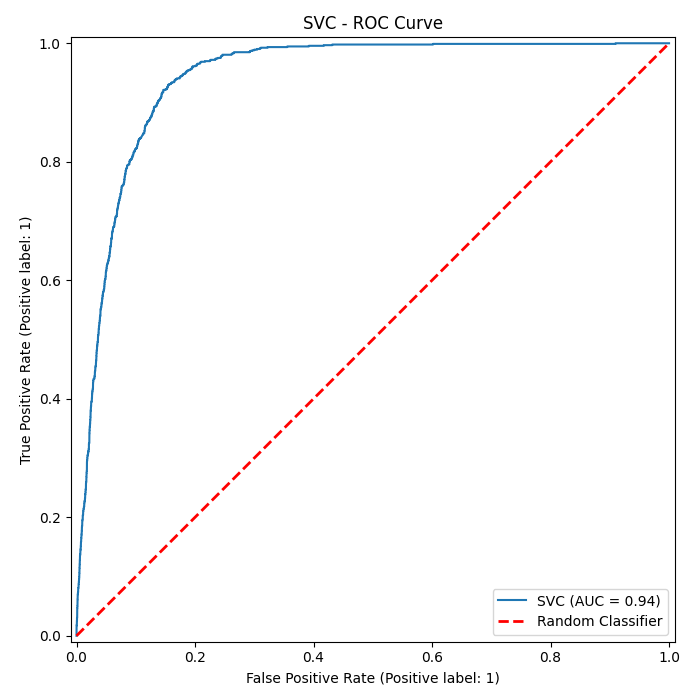 SVC - ROC Curve
True Positive Rate (Positive label: 1)
1.0
0.8
0.6
0.4
0.2
0.0
0.0 0.2 0.4 0.6 0.8 1.0
False Positive Rate (Positive label: 1)
SVC (AUC = 0.94)
Random Classifier